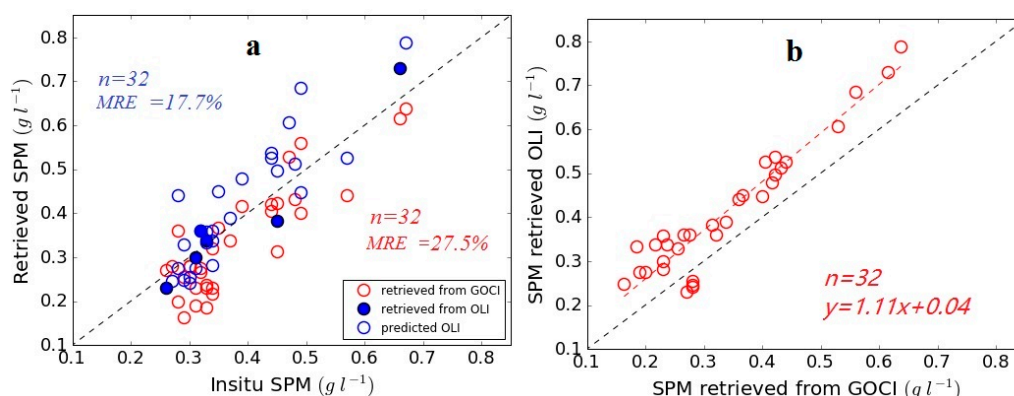 a
n=32
MRE =17.7%
n=32
MRE =27.5%
retrieved from GOCI
retrieved from OLI
predicted OLI
Retrieved SPM (g l⁻¹)
0.8
0.7
0.6
0.5
0.4
0.3
0.2
0.1
0.1 0.2 0.3 0.4 0.5 0.6 0.7 0.8
Insitu SPM (g l⁻¹)
b
n=32
y=1.11x+0.04
SPM retrieved OLI (g l⁻¹)
0.8
0.7
0.6
0.5
0.4
0.3
0.2
0.1
0.1 0.2 0.3 0.4 0.5 0.6 0.7 0.8
SPM retrieved from GOCI (g l⁻¹)